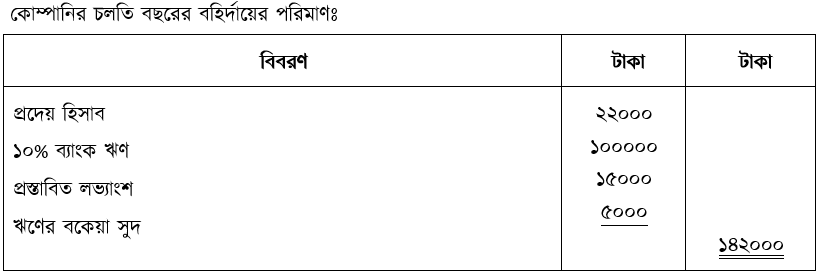 কোম্পানির চলতি বছরের বহির্দায়ের পরিমাণঃ
বিবরণ টাকা টাকা
প্রদেয় হিসাব ২২০০০
১০% ব্যাংক ঋণ ১০০০০০
প্রস্তাবিত লভ্যাংশ ১৫০০০
ঋণের বকেয়া সুদ ৫০০০
১৪২০০০